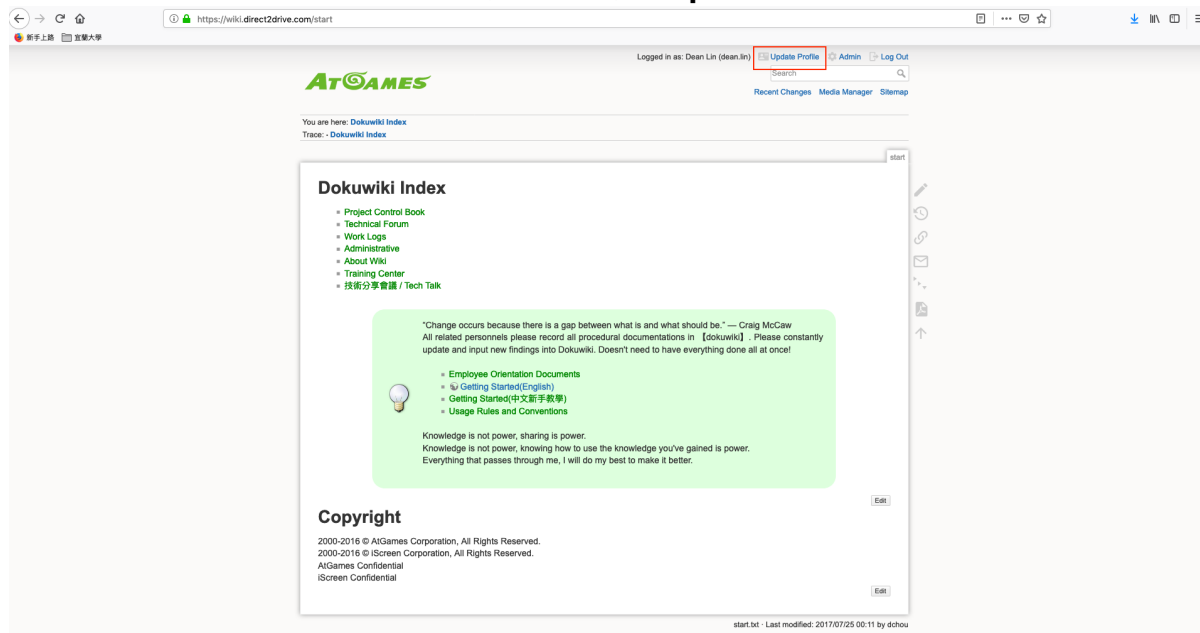 https://wiki.direct2drive.com/start
新手上路 宜蘭大學
Logged in as: Dean Lin (dean.lin) Update Profile Admin Log Out
Search
ATGAMES
Recent Changes Media Manager Sitemap
You are here: Dokuwiki Index
Trace: • Dokuwiki Index
start
Dokuwiki Index
Project Control Book
Technical Forum
Work Logs
Administrative
About Wiki
Training Center
技術分享會議 / Tech Talk
"Change occurs because there is a gap between what is and what should be." — Craig McCaw
All related personnels please record all procedural documentations in 【dokuwiki】. Please constantly
update and input new findings into Dokuwiki. Doesn't need to have everything done all at once!
Employee Orientation Documents
Getting Started(English)
Getting Started(中文新手教學)
Usage Rules and Conventions
Knowledge is not power, sharing is power.
Knowledge is not power, knowing how to use the knowledge you've gained is power.
Everything that passes through me, I will do my best to make it better.
Edit
Copyright
2000-2016 © AtGames Corporation, All Rights Reserved.
2000-2016 © iScreen Corporation, All Rights Reserved.
AtGames Confidential
iScreen Confidential
Edit
start.txt · Last modified: 2017/07/25 00:11 by dchou